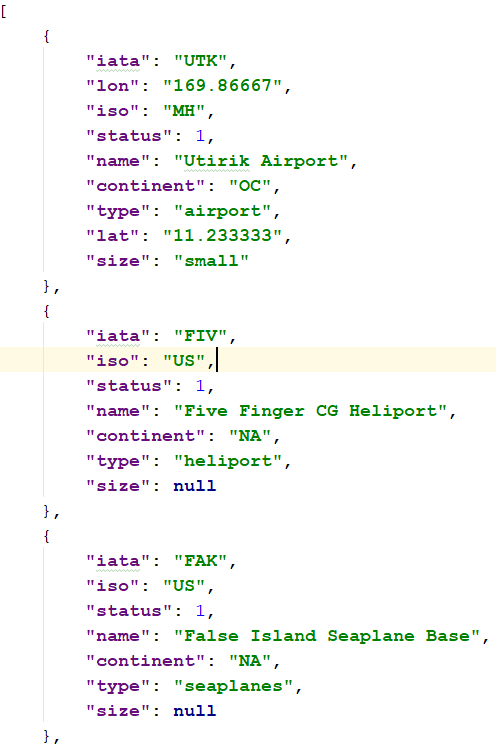 [
    {
        "iata": "UTK",
        "lon": "169.86667",
        "iso": "MH",
        "status": 1,
        "name": "Utirik Airport",
        "continent": "OC",
        "type": "airport",
        "lat": "11.233333",
        "size": "small"
    },
    {
        "iata": "FIV",
        "iso": "US",
        "status": 1,
        "name": "Five Finger CG Heliport",
        "continent": "NA",
        "type": "heliport",
        "size": null
    },
    {
        "iata": "FAK",
        "iso": "US",
        "status": 1,
        "name": "False Island Seaplane Base",
        "continent": "NA",
        "type": "seaplanes",
        "size": null
    },